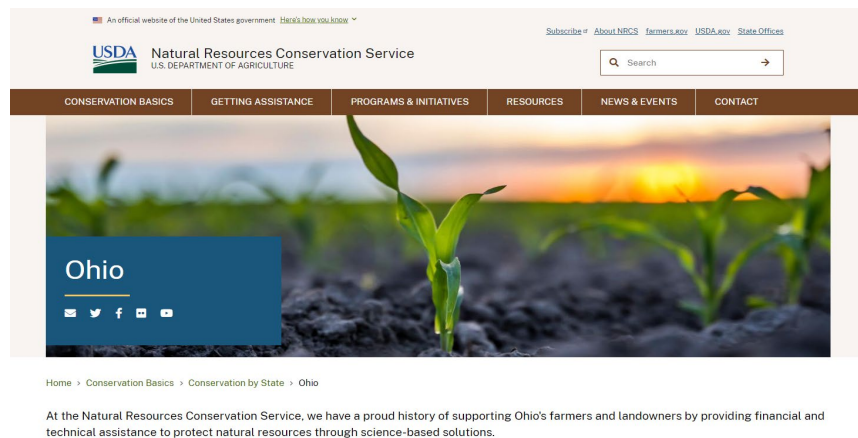 An official website of the United States government Here's how you know
Subscribe About NRCS farmers.gov USDA.gov State Offices
USDA
Natural Resources Conservation Service
U.S. DEPARTMENT OF AGRICULTURE
Search
CONSERVATION BASICS GETTING ASSISTANCE PROGRAMS & INITIATIVES RESOURCES NEWS & EVENTS CONTACT
Ohio
Home > Conservation Basics > Conservation by State > Ohio
At the Natural Resources Conservation Service, we have a proud history of supporting Ohio's farmers and landowners by providing financial and
technical assistance to protect natural resources through science-based solutions.